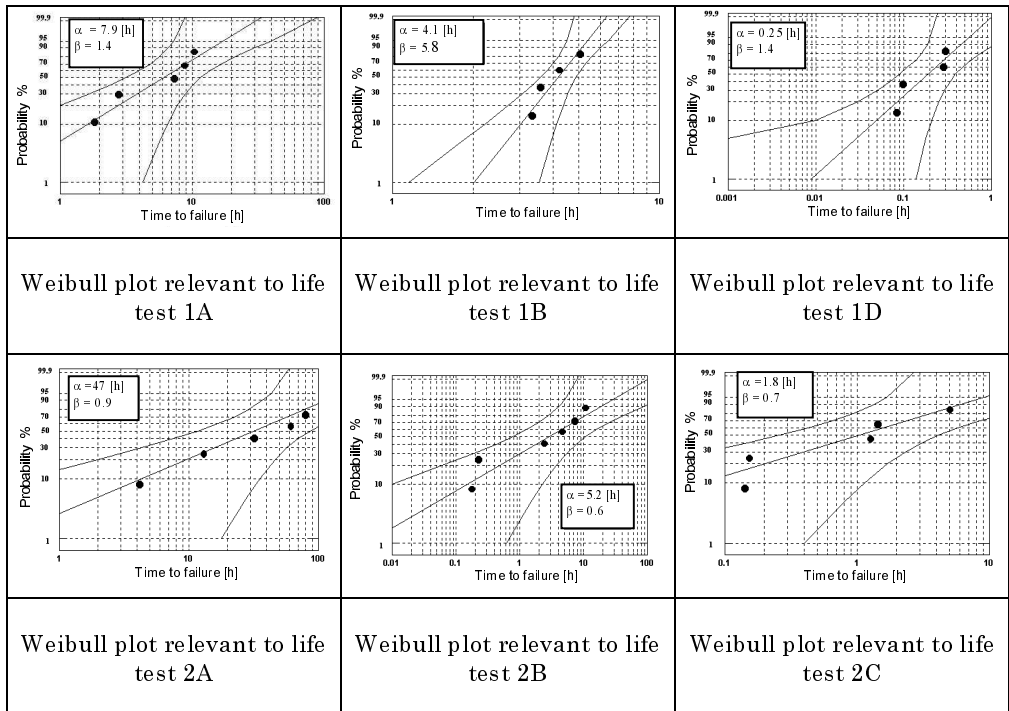 99.9
95
90
70
50
30
10
1
Probability %
α = 7.9 [h]
β = 1.4
1 10 100
Time to failure [h]
99.9
95
90
70
50
30
10
1
Probability %
α = 4.1 [h]
β = 5.8
1 10
Time to failure [h]
99.9
95
90
70
50
30
10
1
Probability %
α = 0.25 [h]
β = 1.4
0.001 0.01 0.1 1
Time to failure [h]
Weibull plot relevant to life
test 1A
Weibull plot relevant to life
test 1B
Weibull plot relevant to life
test 1D
99.9
95
90
70
50
30
10
1
Probability %
α =47 [h]
β = 0.9
1 10 100
Time to failure [h]
99.9
95
90
70
50
30
10
1
Probability %
α =5.2 [h]
β = 0.6
0.01 0.1 1 10 100
Time to failure [h]
99.9
95
90
70
50
30
10
1
Probability %
α =1.8 [h]
β = 0.7
0.1 1 10
Time to failure [h]
Weibull plot relevant to life
test 2A
Weibull plot relevant to life
test 2B
Weibull plot relevant to life
test 2C